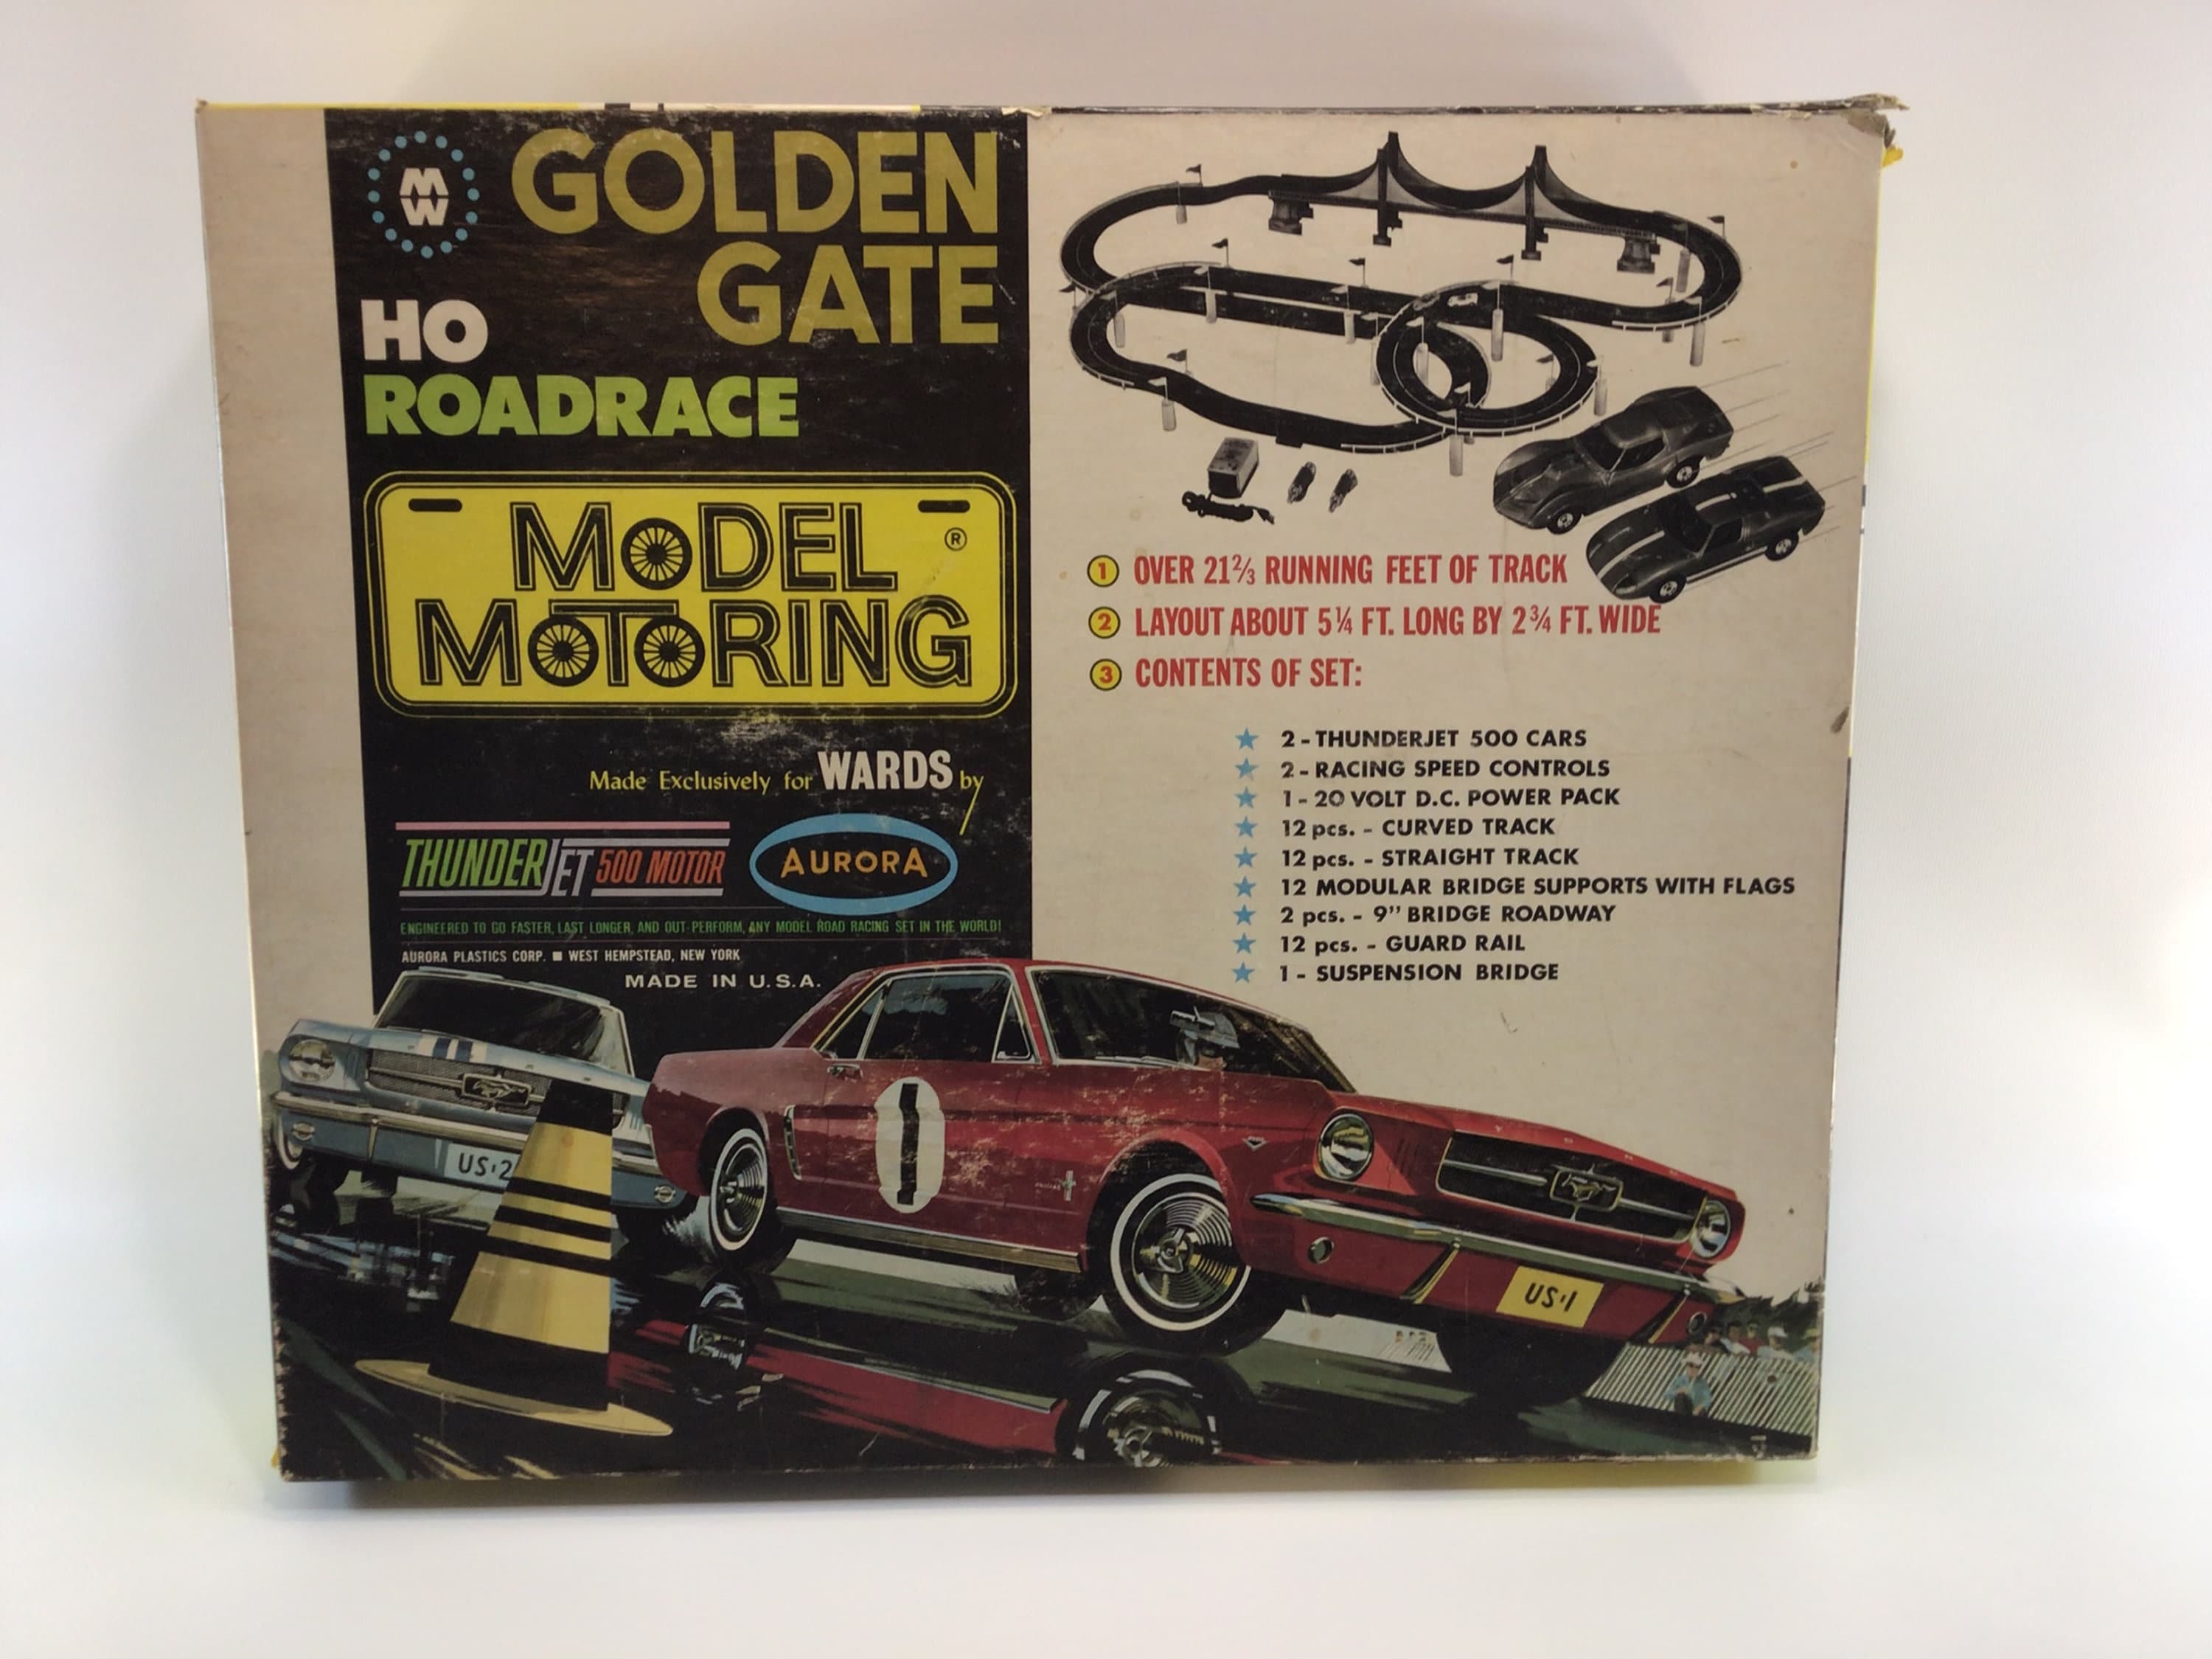 MW
GOLDEN
GATE
HO
ROADRACE
MODEL ®
MOTORING
Made Exclusively for WARDS by
THUNDERJET 500 MOTOR
AURORA
ENGINEERED TO GO FASTER, LAST LONGER, AND OUT-PERFORM, ANY MODEL ROAD RACING SET IN THE WORLD!
AURORA PLASTICS CORP. ■ WEST HEMPSTEAD, NEW YORK
MADE IN U.S.A.
1 OVER 21⅔ RUNNING FEET OF TRACK
2 LAYOUT ABOUT 5¼ FT. LONG BY 2¾ FT. WIDE
3 CONTENTS OF SET:
★ 2 - THUNDERJET 500 CARS
★ 2 - RACING SPEED CONTROLS
★ 1 - 20 VOLT D.C. POWER PACK
★ 12 pcs. - CURVED TRACK
★ 12 pcs. - STRAIGHT TRACK
★ 12 MODULAR BRIDGE SUPPORTS WITH FLAGS
★ 2 pcs. - 9" BRIDGE ROADWAY
★ 12 pcs. - GUARD RAIL
★ 1 - SUSPENSION BRIDGE
US·2
1
US·1